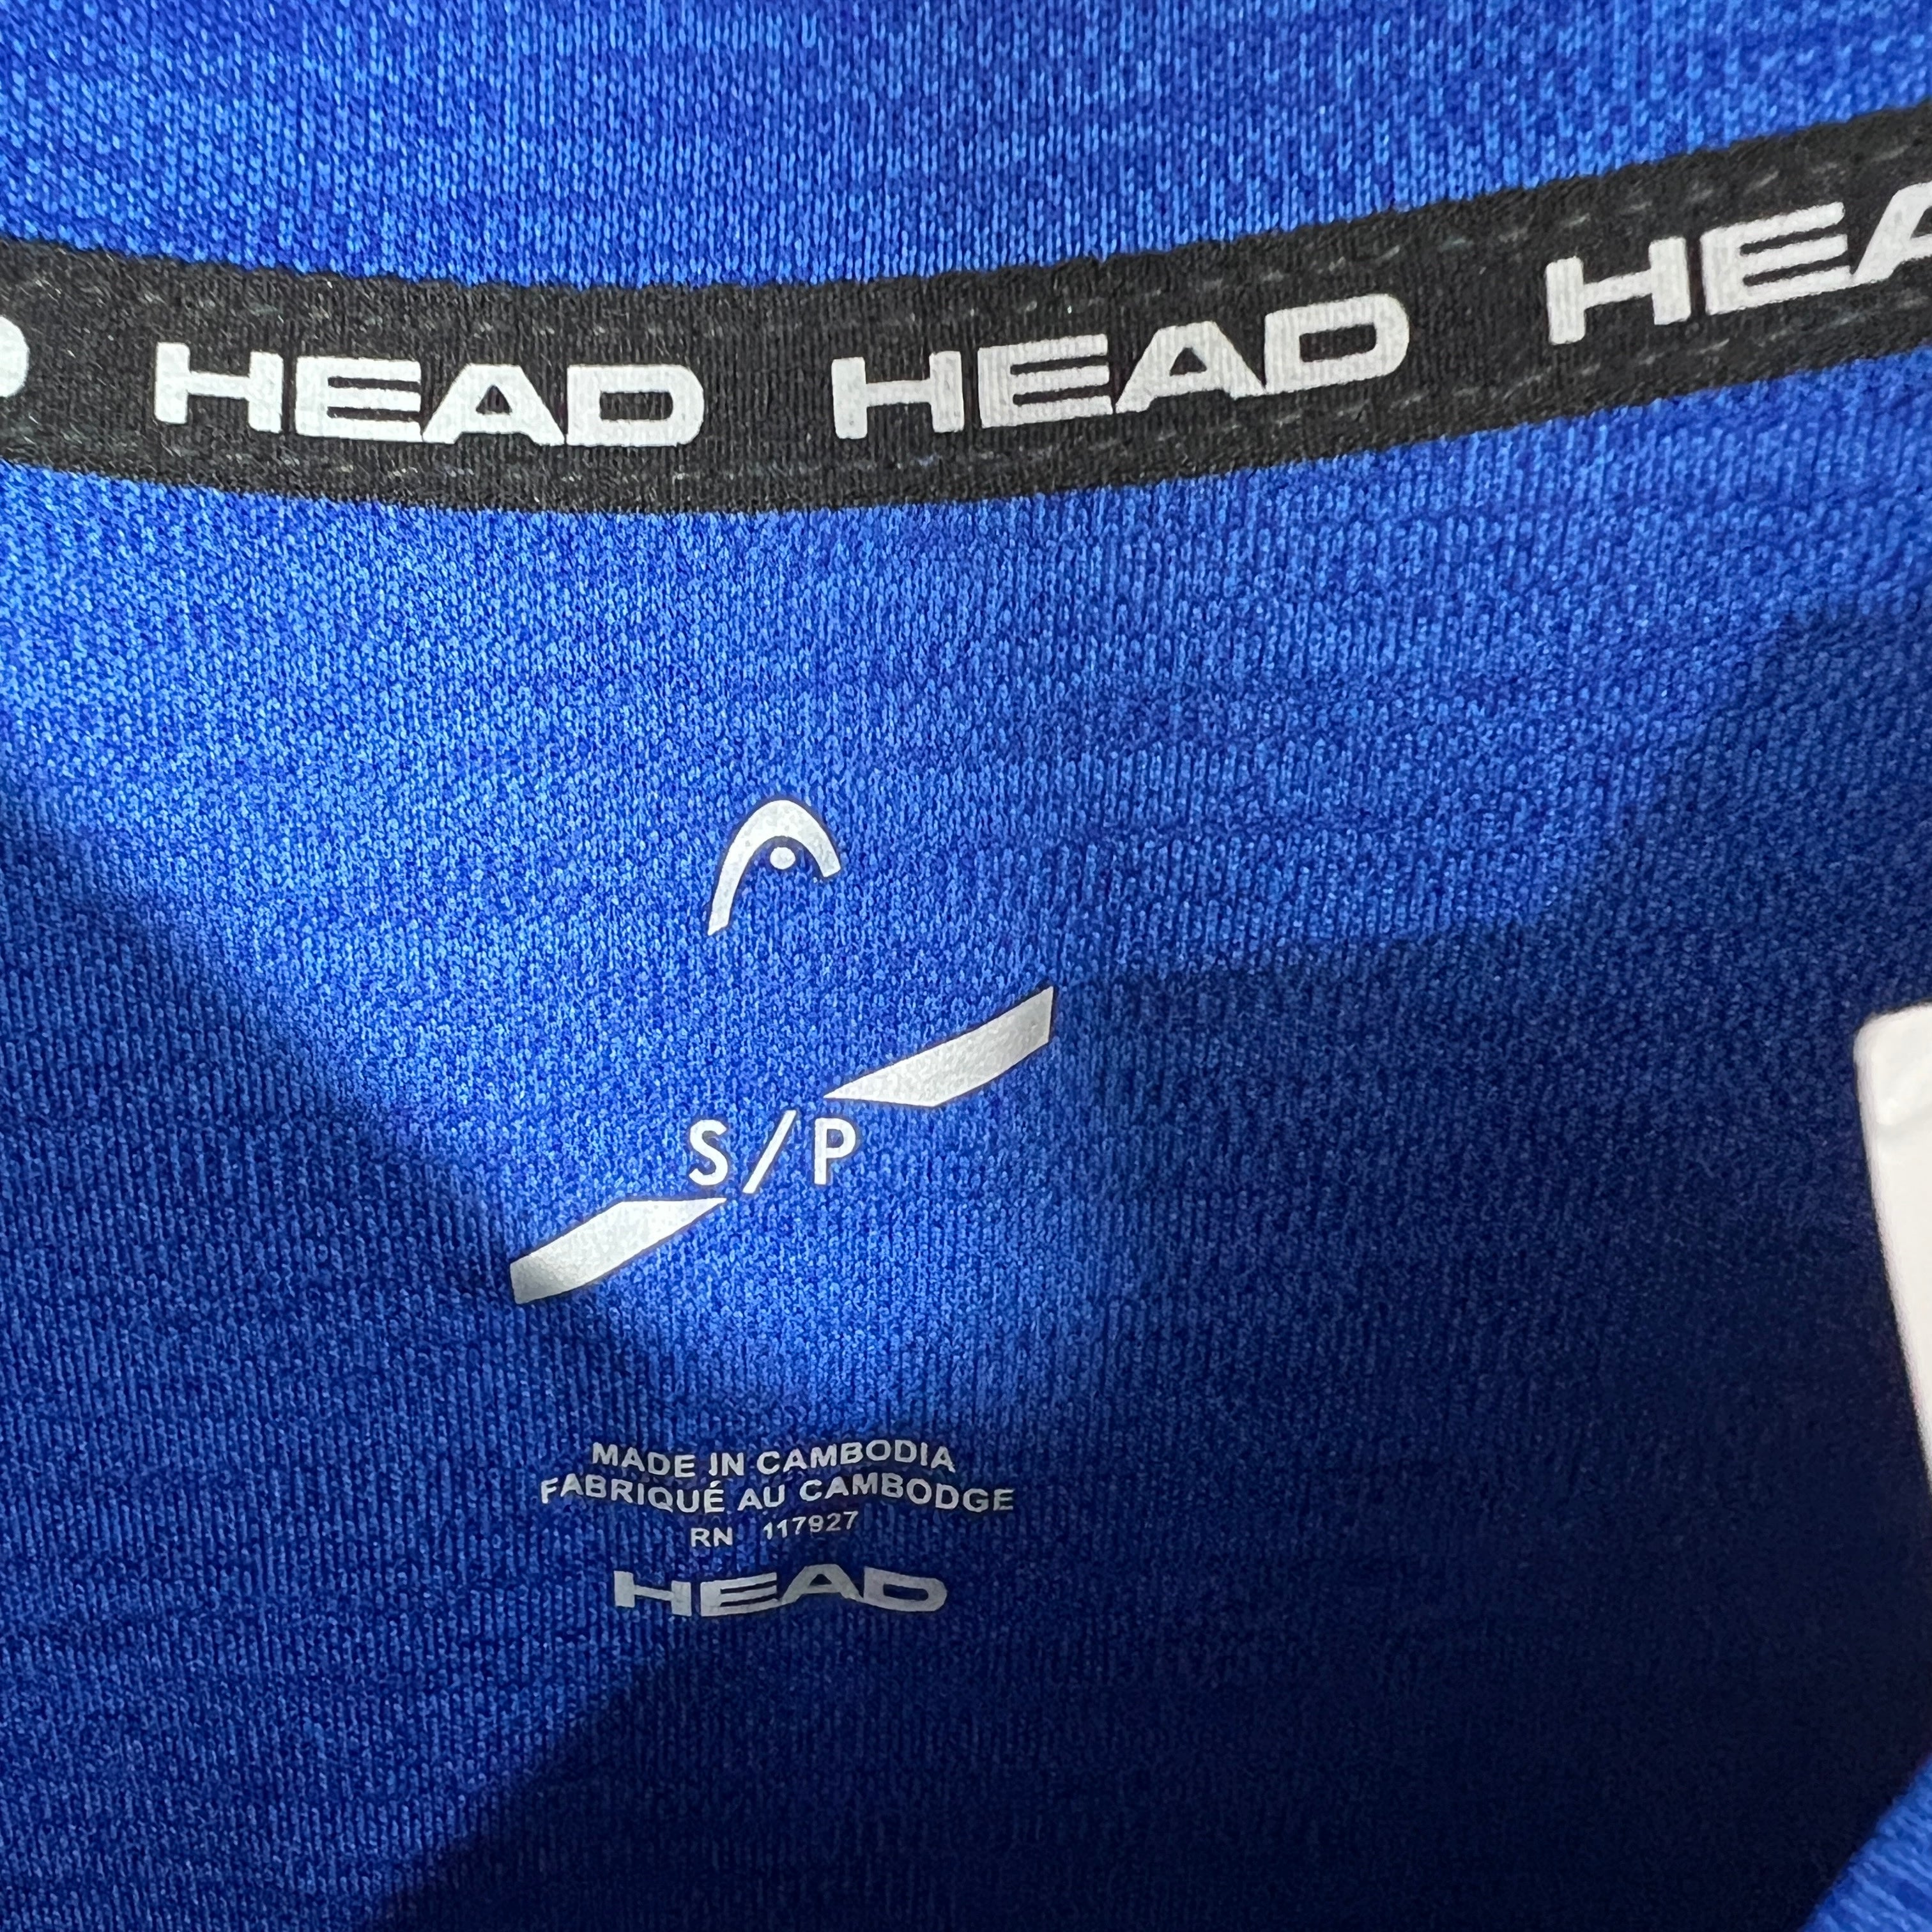 HEAD HEAD HEA
S/P
MADE IN CAMBODIA
FABRIQUÉ AU CAMBODGE
RN 117927
HEAD